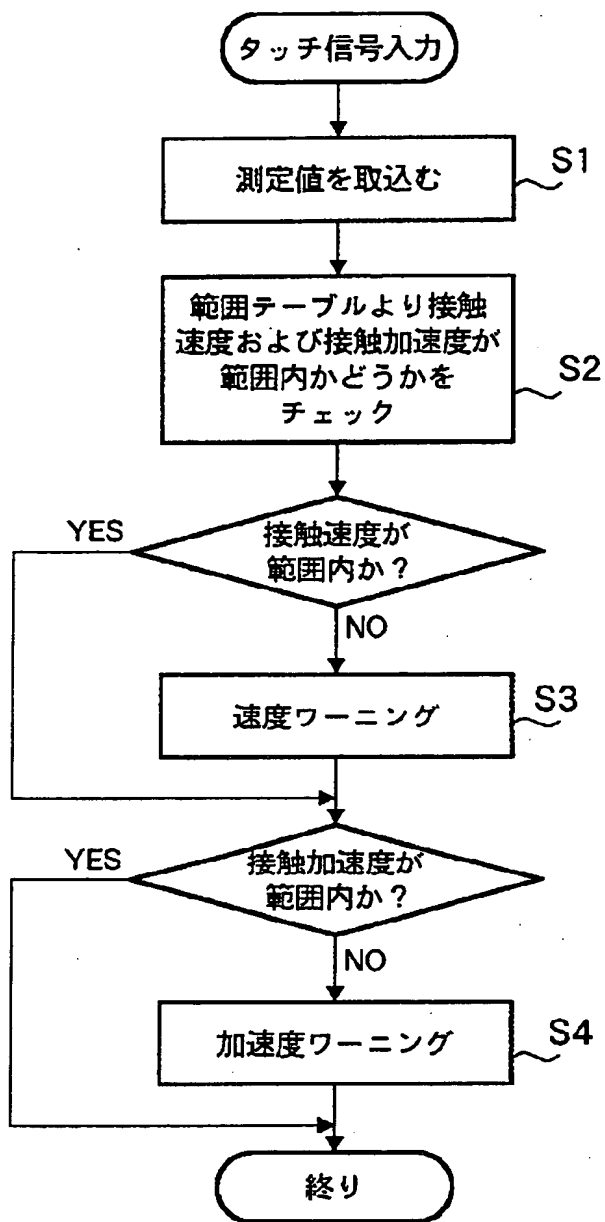 タッチ信号入力
測定値を取込む
S1
範囲テーブルより接触
速度および接触加速度が
範囲内かどうかを
チェック
S2
YES
接触速度が
範囲内か？
NO
速度ワーニング
S3
YES
接触加速度が
範囲内か？
NO
加速度ワーニング
S4
終り